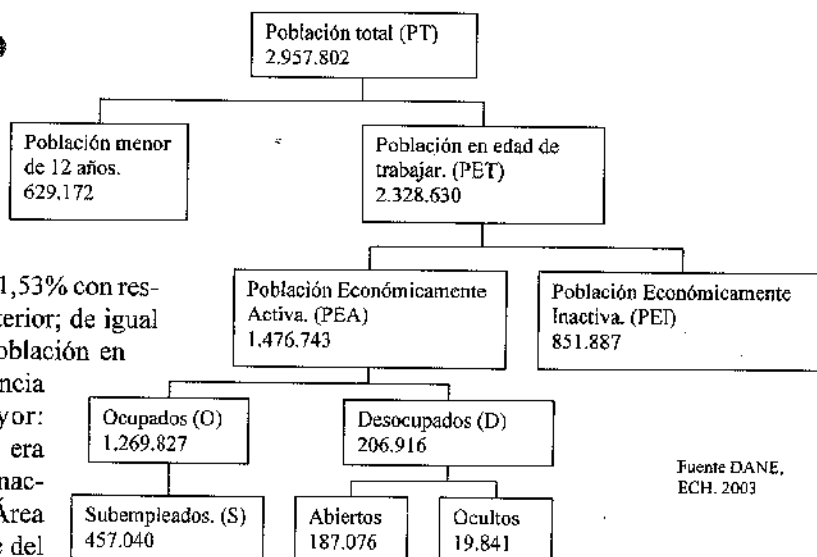 Población total (PT)
2.957.802
Población menor
de 12 años.
629,172
Población en edad de
trabajar. (PET)
2.328.630
1,53% con res-
terior; de igual
oblación en
ncia
yor:
era
nac-
Área
e del
Población Económicamente
Activa. (PEA)
1,476.743
Población Económicamente
Inactiva. (PEI)
851.887
Ocupados (O)
1,269.827
Desocupados (D)
206.916
Subempleados. (S)
457.040
Abiertos
187.076
Ocultos
19.841
Fuente DANE,
ECH. 2003